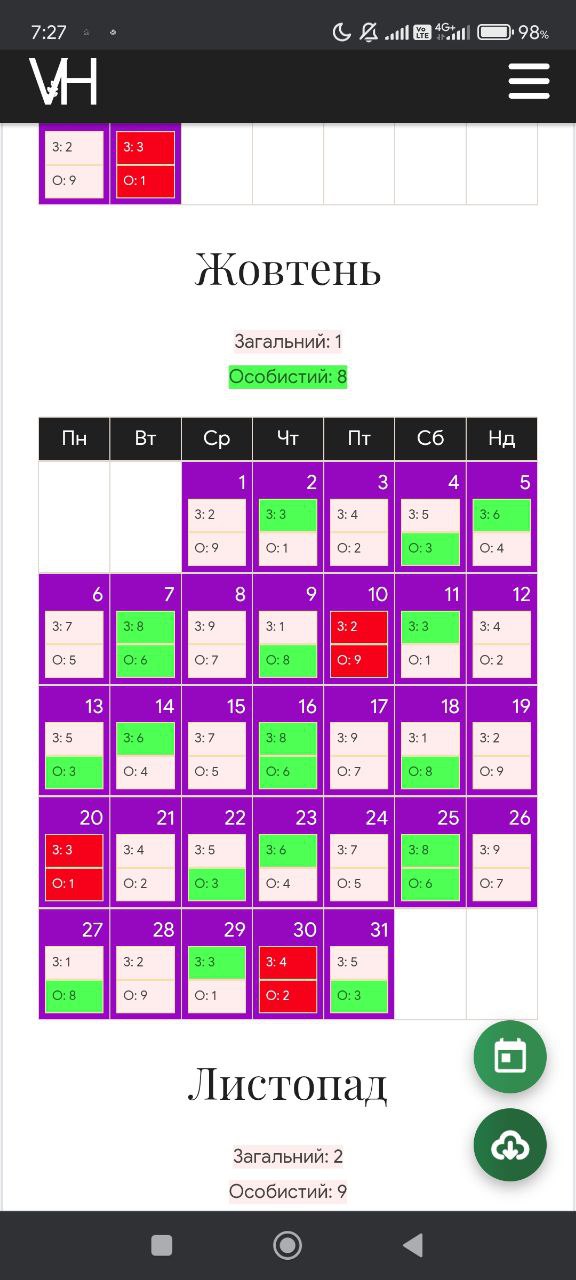 7:27 Vo LTE 4G+ 98%
VH
З: 2 З: 3
О: 9 О: 1
Жовтень
Загальний: 1
Особистий: 8
Пн Вт Ср Чт Пт Сб Нд
1 2 3 4 5
З: 2 З: 3 З: 4 З: 5 З: 6
О: 9 О: 1 О: 2 О: 3 О: 4
6 7 8 9 10 11 12
З: 7 З: 8 З: 9 З: 1 З: 2 З: 3 З: 4
О: 5 О: 6 О: 7 О: 8 О: 9 О: 1 О: 2
13 14 15 16 17 18 19
З: 5 З: 6 З: 7 З: 8 З: 9 З: 1 З: 2
О: 3 О: 4 О: 5 О: 6 О: 7 О: 8 О: 9
20 21 22 23 24 25 26
З: 3 З: 4 З: 5 З: 6 З: 7 З: 8 З: 9
О: 1 О: 2 О: 3 О: 4 О: 5 О: 6 О: 7
27 28 29 30 31
З: 1 З: 2 З: 3 З: 4 З: 5
О: 8 О: 9 О: 1 О: 2 О: 3
Листопад
Загальний: 2
Особистий: 9